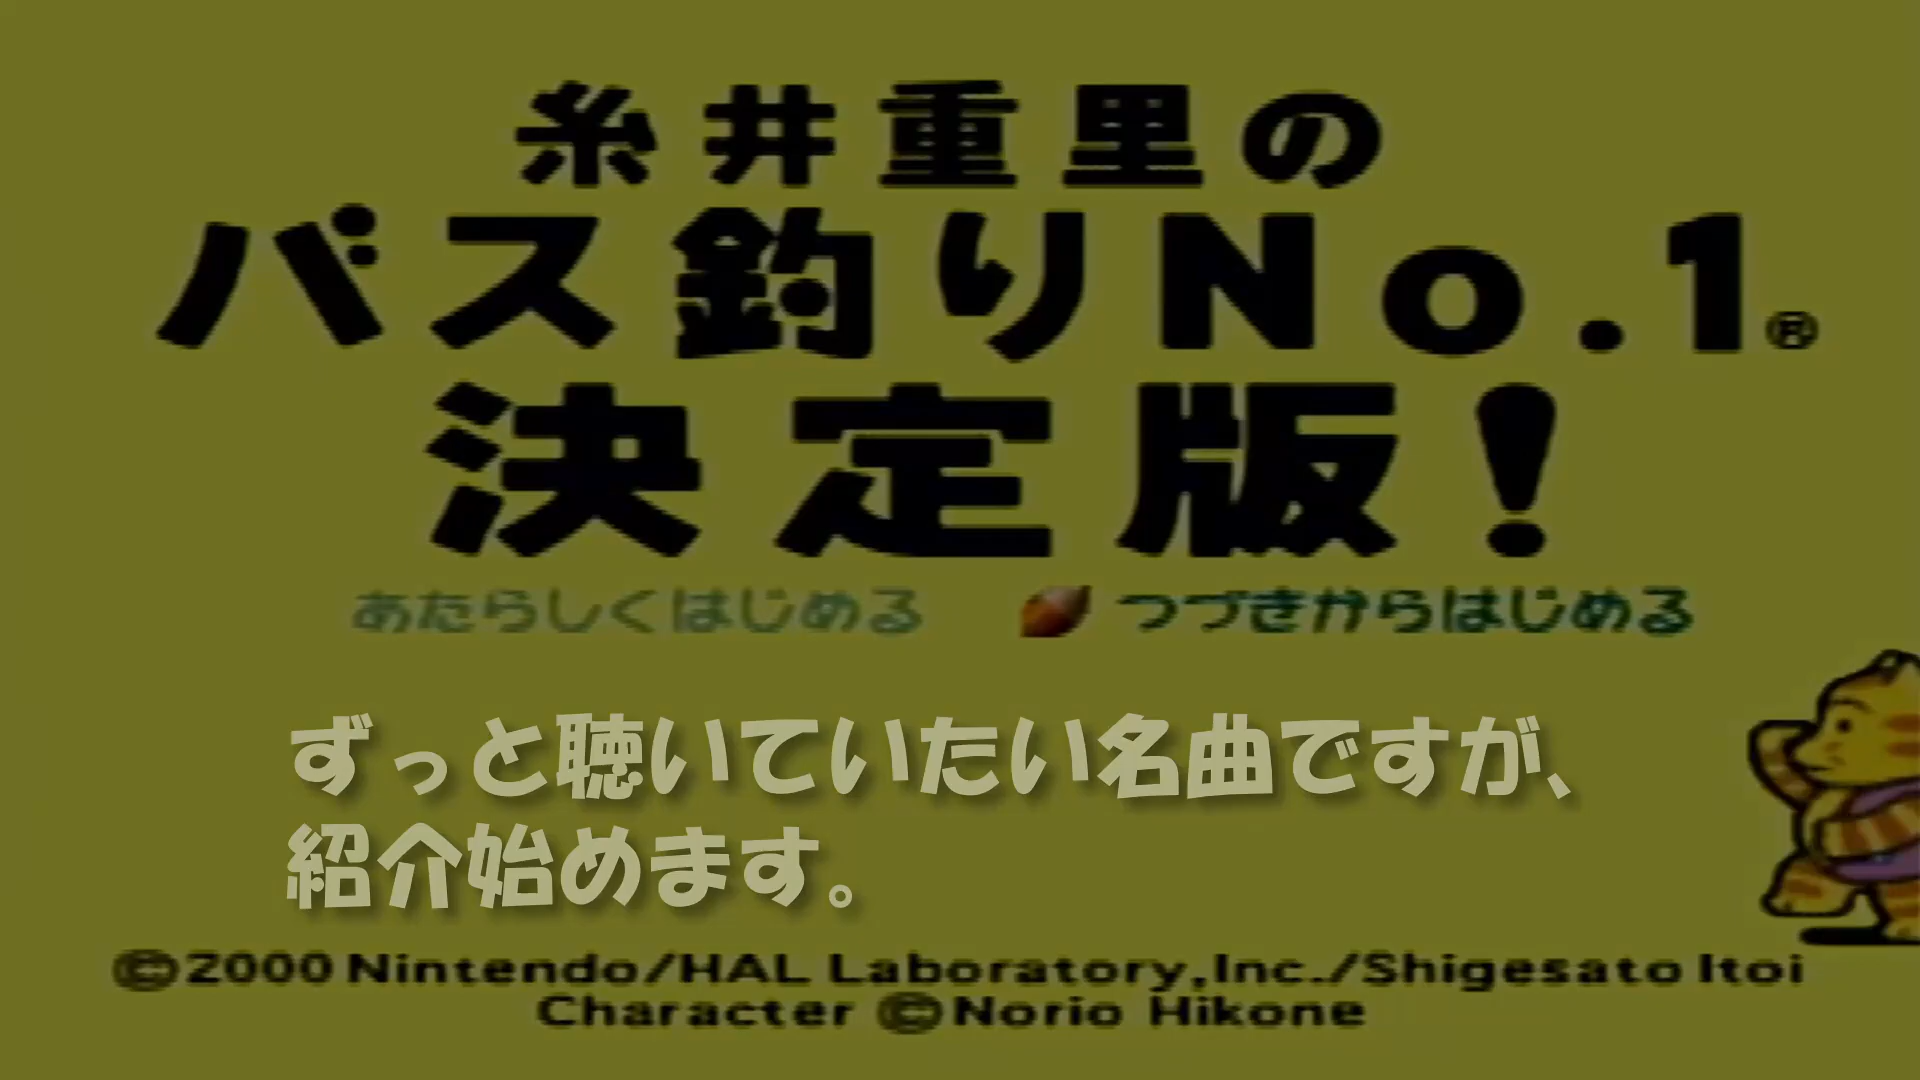 糸井重里の
バス釣りNo.1®
決定版!
あたらしくはじめる つづきからはじめる
ずっと聴いていたい名曲ですが、
紹介始めます。
©2000 Nintendo/HAL Laboratory,Inc./Shigesato Itoi
Character ©Norio Hikone